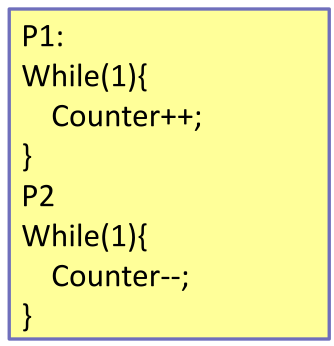 P1:
While(1){
Counter++;
}
P2
While(1){
Counter--;
}